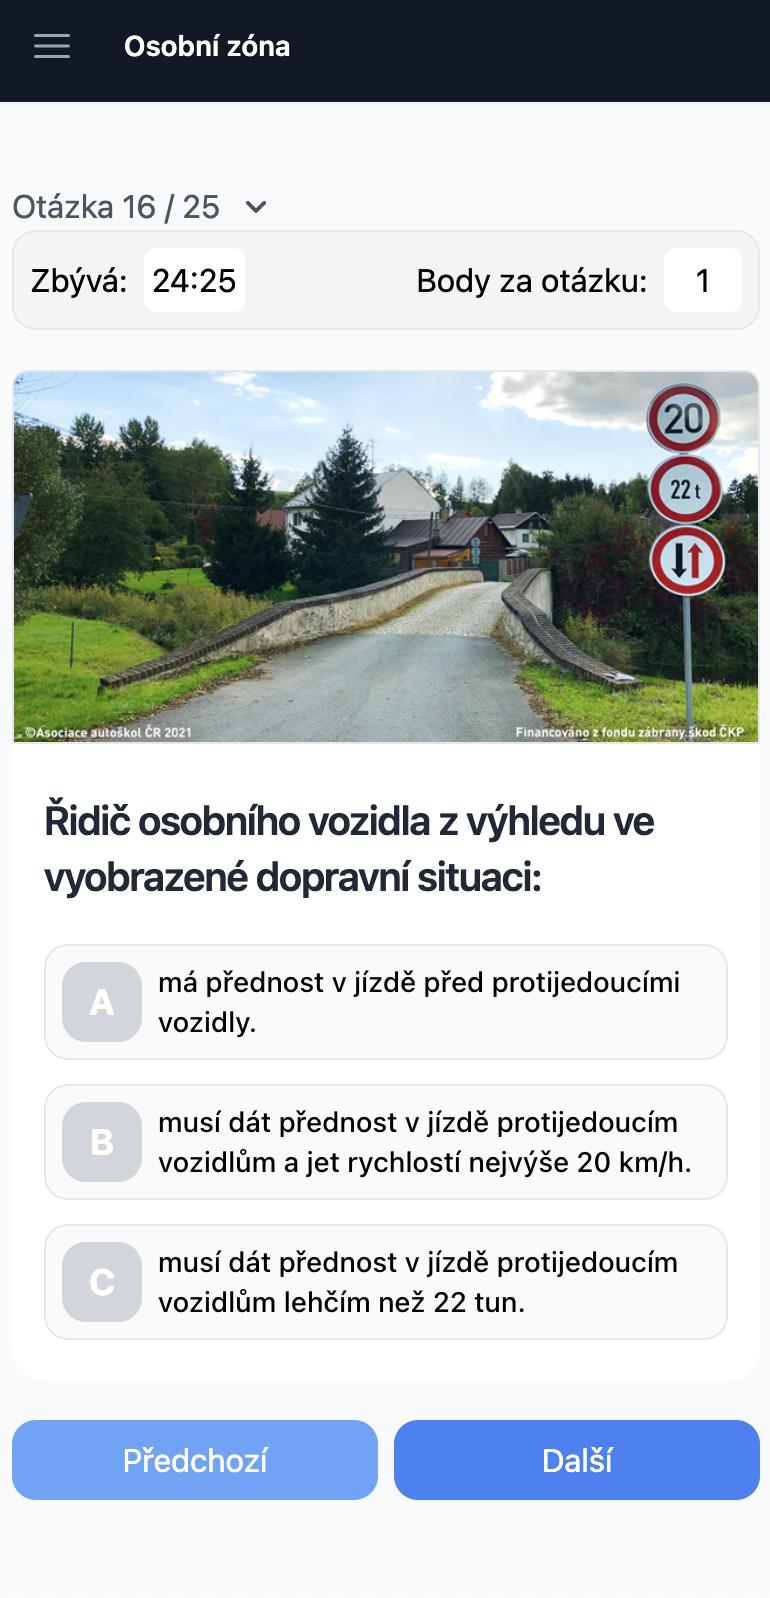 Osobní zóna
Otázka 16 / 25
Zbývá: 24:25 Body za otázku: 1
20
22 t
©Asociace autoškol ČR 2021
Financováno z fondu zábrany škod ČKP
Řidič osobního vozidla z výhledu ve
vyobrazené dopravní situaci:
A má přednost v jízdě před protijedoucími
vozidly.
B musí dát přednost v jízdě protijedoucím
vozidlům a jet rychlostí nejvýše 20 km/h.
C musí dát přednost v jízdě protijedoucím
vozidlům lehčím než 22 tun.
Předchozí Další